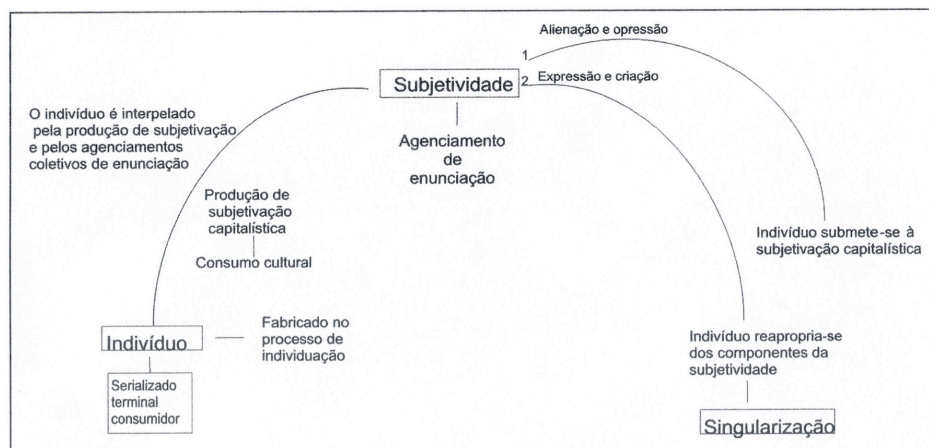 Alienação e opressão
1
Subjetividade
2 Expressão e criação
O indivíduo é interpelado
pela produção de subjetivação
e pelos agenciamentos
coletivos de enunciação
Agenciamento
de
enunciação
Produção de
subjetivação
capitalística
Consumo cultural
Indivíduo submete-se à
subjetivação capitalística
Indivíduo
Fabricado no
processo de
individuação
Serializado
terminal
consumidor
Indivíduo reapropria-se
dos componentes da
subjetividade
Singularização